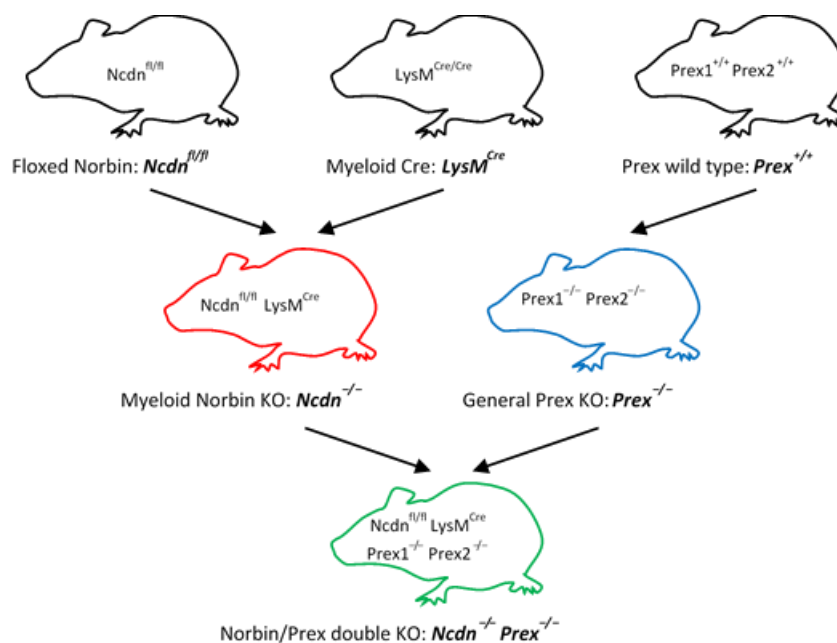 Ncdn^fl/fl
LysM^Cre/Cre
Prex1^+/+ Prex2^+/+
Floxed Norbin: Ncdn^fl/fl
Myeloid Cre: LysM^Cre
Prex wild type: Prex^+/+
Ncdn^fl/fl LysM^Cre
Prex1^−/− Prex2^−/−
Myeloid Norbin KO: Ncdn^−/−
General Prex KO: Prex^−/−
Ncdn^fl/fl LysM^Cre
Prex1^−/− Prex2^−/−
Norbin/Prex double KO: Ncdn^−/− Prex^−/−